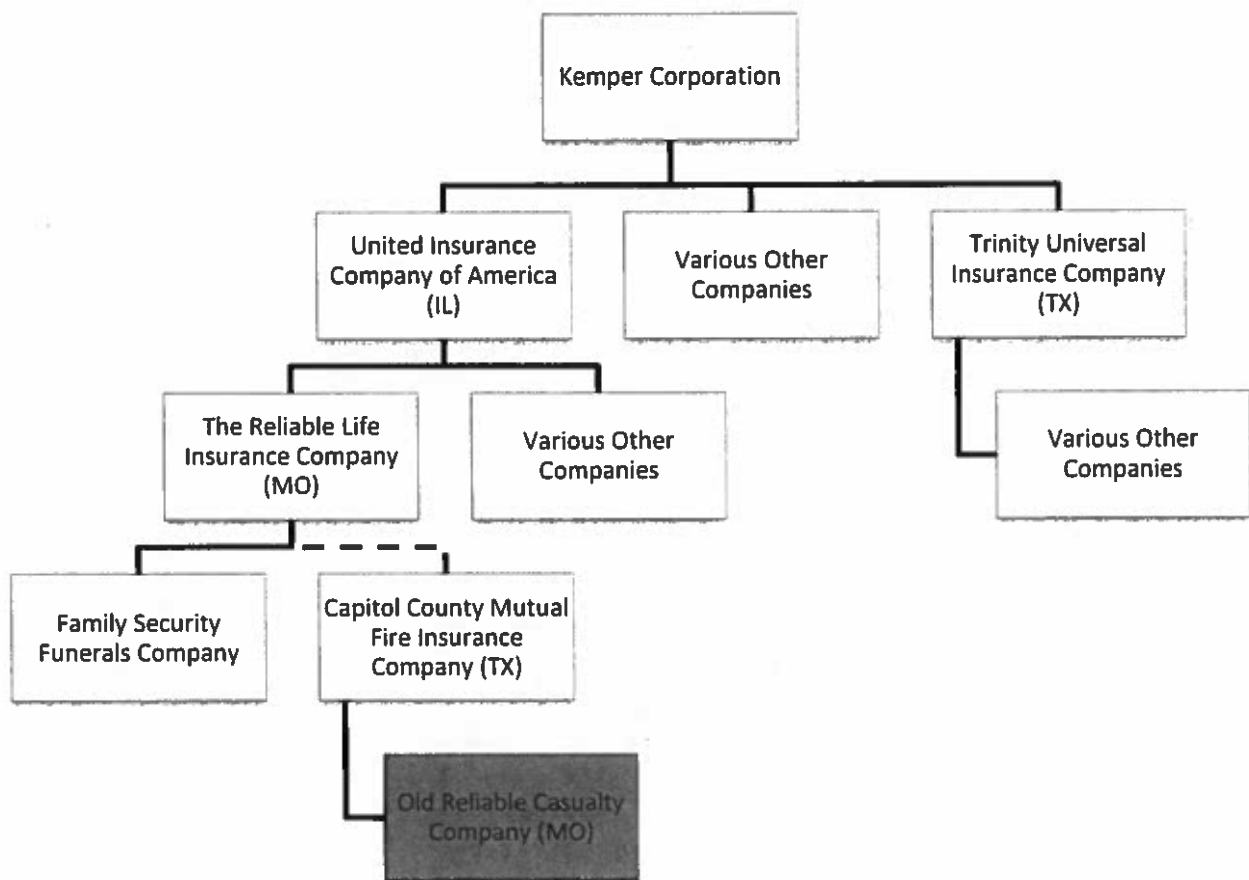 Kemper Corporation
United Insurance
Company of America
(IL)
Various Other
Companies
Trinity Universal
Insurance Company
(TX)
The Reliable Life
Insurance Company
(MO)
Various Other
Companies
Various Other
Companies
Family Security
Funerals Company
Capitol County Mutual
Fire Insurance
Company (TX)
Old Reliable Casualty
Company (MO)